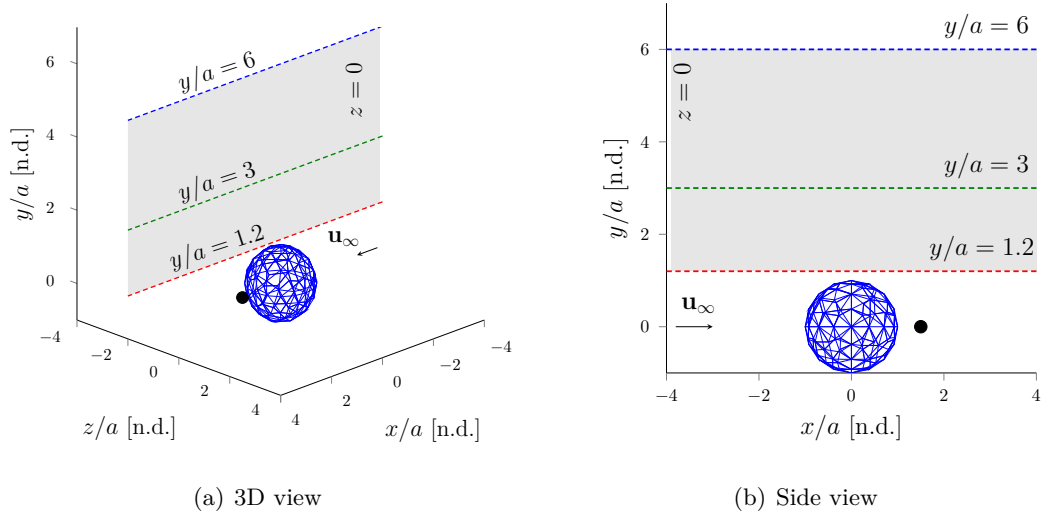 y/a = 6
y/a = 3
y/a = 1.2
z = 0
u∞
6
4
2
0
−4
−2
0
2
4
4
2
0
−2
−4
y/a [n.d.]
z/a [n.d.]
x/a [n.d.]
(a) 3D view
y/a = 6
z = 0
y/a = 3
y/a = 1.2
u∞
6
4
2
0
−4
−2
0
2
4
y/a [n.d.]
x/a [n.d.]
(b) Side view